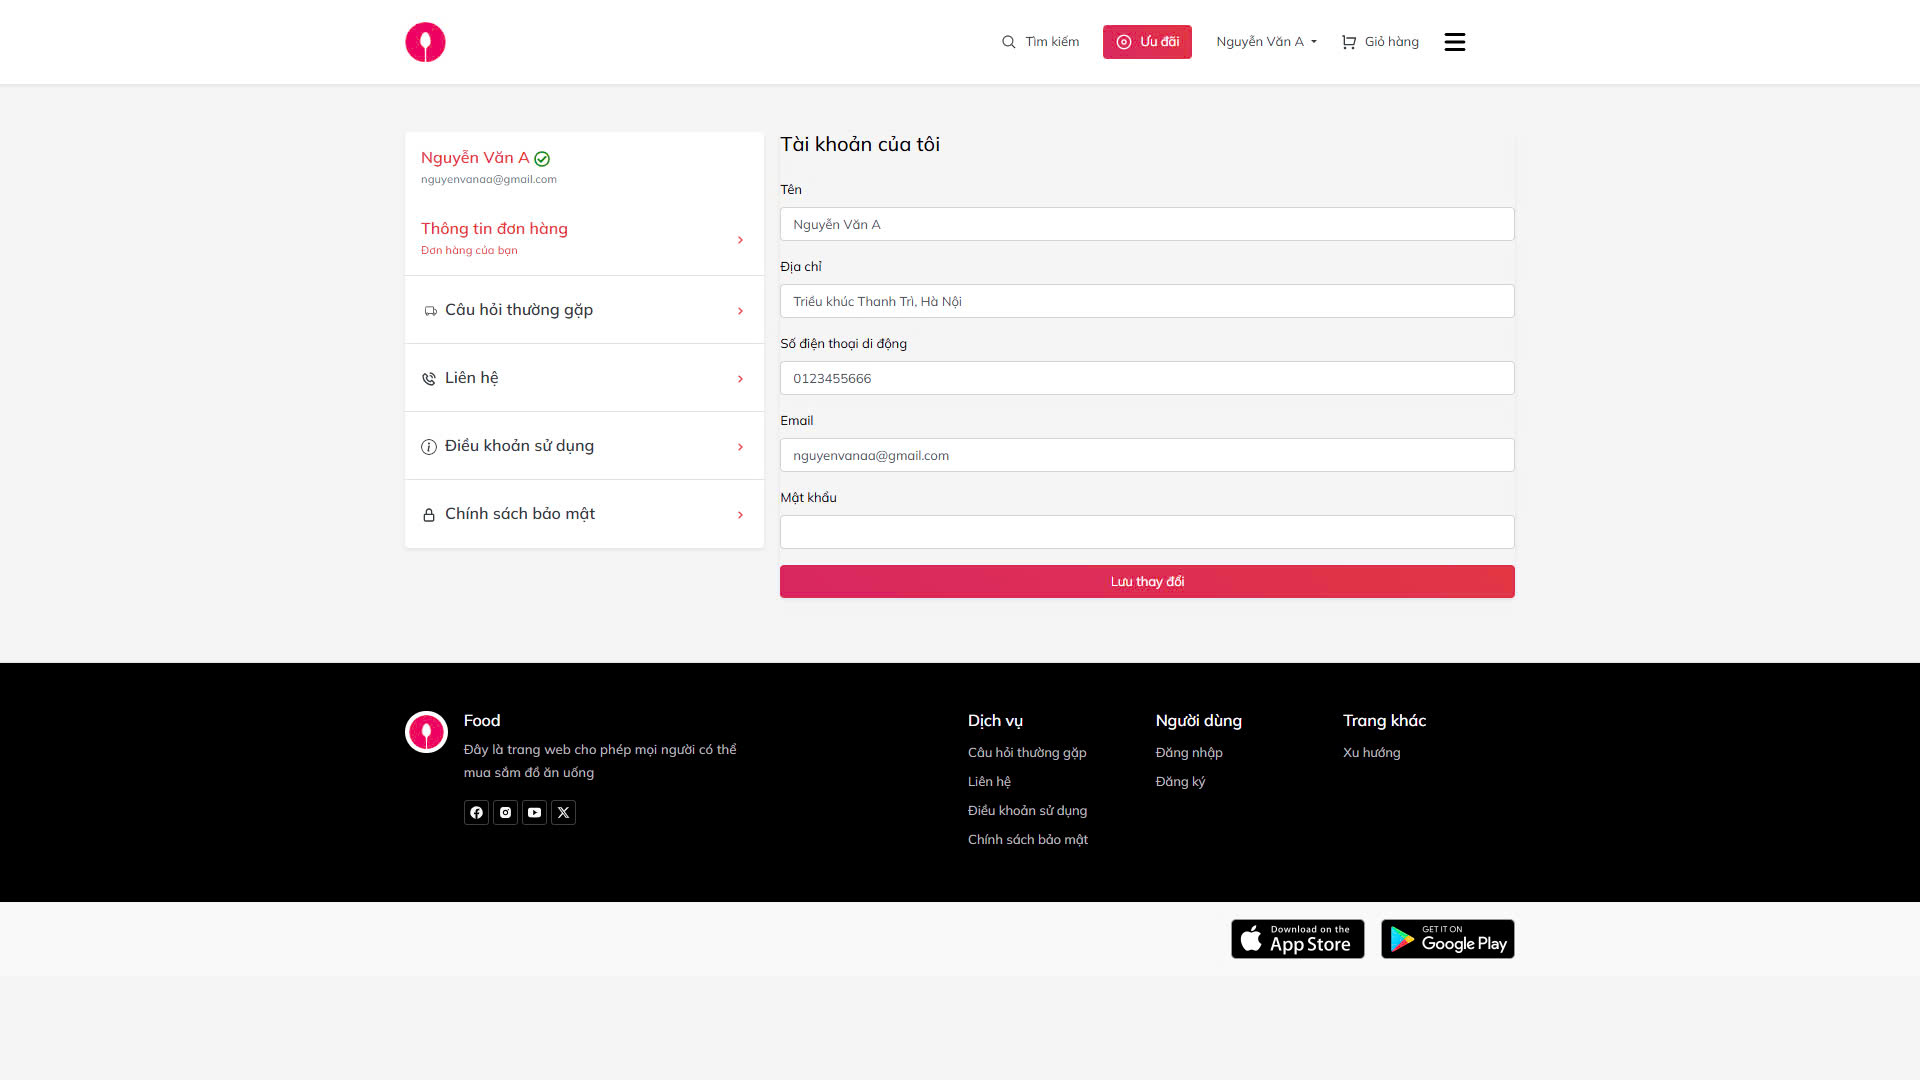 Tìm kiếm
Ưu đãi
Nguyễn Văn A
Giỏ hàng
Nguyễn Văn A
nguyenvanaa@gmail.com
Thông tin đơn hàng
Đơn hàng của bạn
Câu hỏi thường gặp
Liên hệ
Điều khoản sử dụng
Chính sách bảo mật
Tài khoản của tôi
Tên
Nguyễn Văn A
Địa chỉ
Triều khúc Thanh Trì, Hà Nội
Số điện thoại di động
0123455666
Email
nguyenvanaa@gmail.com
Mật khẩu
Lưu thay đổi
Food
Đây là trang web cho phép mọi người có thể
mua sắm đồ ăn uống
Dịch vụ
Câu hỏi thường gặp
Liên hệ
Điều khoản sử dụng
Chính sách bảo mật
Người dùng
Đăng nhập
Đăng ký
Trang khác
Xu hướng
Download on the
App Store
GET IT ON
Google Play